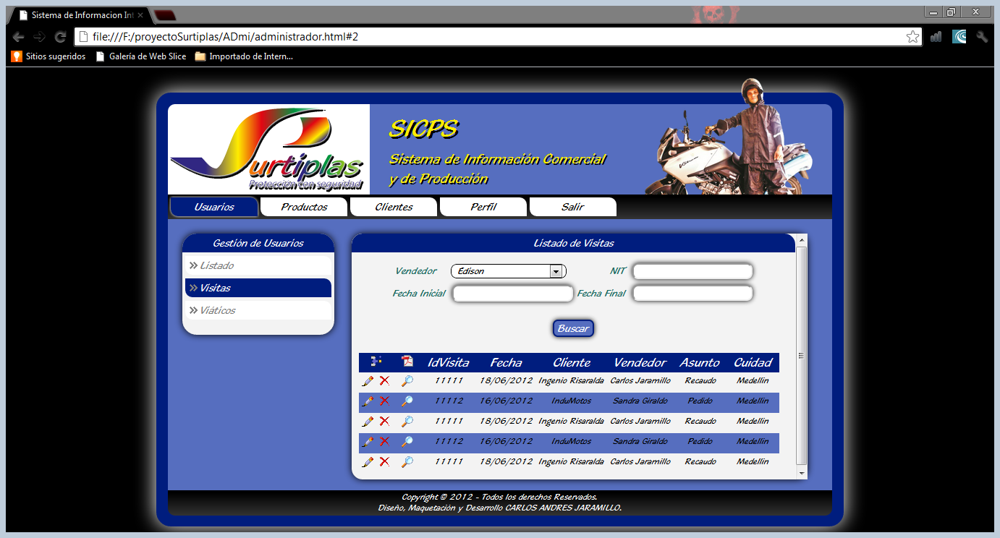 Sistema de Informacion Int
file:///F:/proyectoSurtiplas/ADmi/administrador.html#2
Sitios sugeridos Galería de Web Slice Importado de Intern...
Surtiplas
Protección con seguridad
SICPS
Sistema de Información Comercial
y de Producción
Usuarios Productos Clientes Perfil Salir
Gestión de Usuarios
Listado
Visitas
Viáticos
Listado de Visitas
Vendedor Edison NIT
Fecha Inicial Fecha Final
Buscar
IdVisita Fecha Cliente Vendedor Asunto Cuidad
11111 18/06/2012 Ingenio Risaralda Carlos Jaramillo Recaudo Medellin
11112 16/06/2012 InduMotos Sandra Giraldo Pedido Medellin
11111 18/06/2012 Ingenio Risaralda Carlos Jaramillo Recaudo Medellin
11112 16/06/2012 InduMotos Sandra Giraldo Pedido Medellin
11111 18/06/2012 Ingenio Risaralda Carlos Jaramillo Recaudo Medellin
Copyright © 2012 - Todos los derechos Reservados.
Diseño, Maquetación y Desarrollo CARLOS ANDRES JARAMILLO.